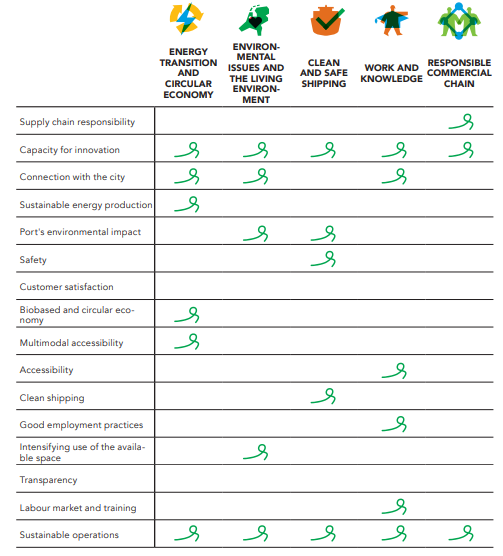 ENERGY
TRANSITION
AND
CIRCULAR
ECONOMY
ENVIRON-
MENTAL
ISSUES AND
THE LIVING
ENVIRON-
MENT
CLEAN
AND SAFE
SHIPPING
WORK AND
KNOWLEDGE
RESPONSIBLE
COMMERCIAL
CHAIN
Supply chain responsibility
Capacity for innovation
Connection with the city
Sustainable energy production
Port's environmental impact
Safety
Customer satisfaction
Biobased and circular eco-
nomy
Multimodal accessibility
Accessibility
Clean shipping
Good employment practices
Intensifying use of the availa-
ble space
Transparency
Labour market and training
Sustainable operations